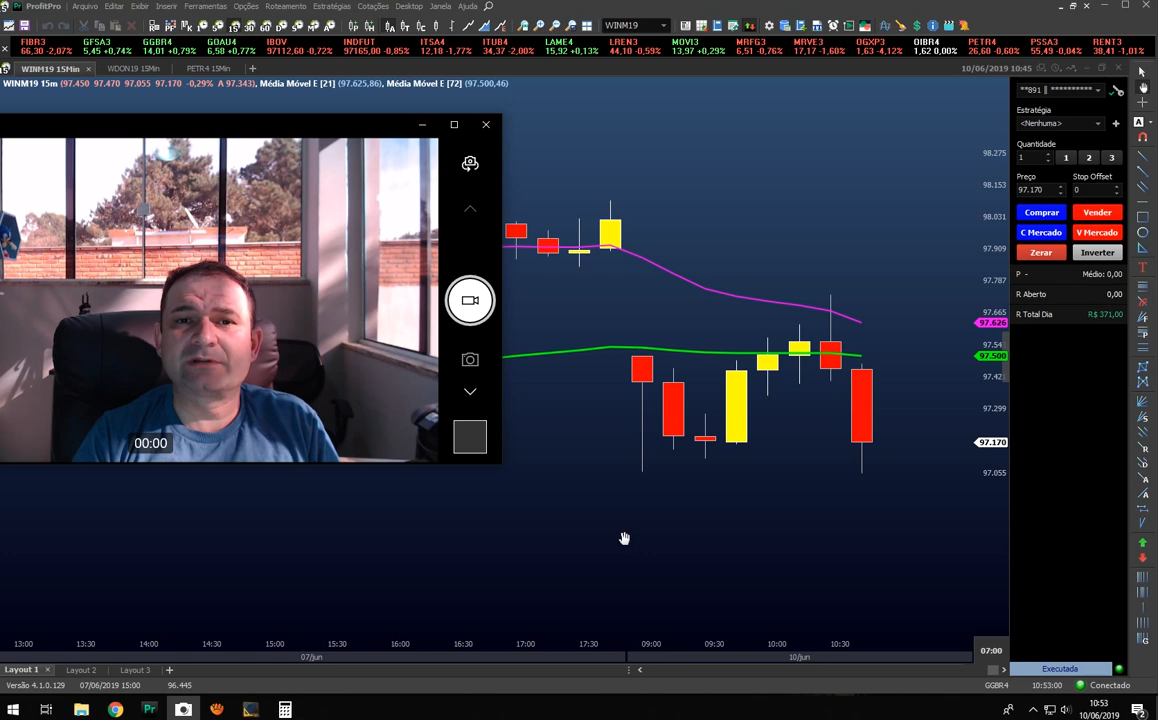 ProfitPro Arquivo Editar Exibir Inserir Ferramentas Opções Roteamento Estratégias Cotações Desktop Janela Ajuda
WINM19
FIBR3 GFSA3 GGBR4 GOAU4 IBOV INDFUT ITSA4 ITUB4 LAME4 LREN3 MOVI3 MRFG3 MRVE3 OGXP3 OIBR4 PETR4 PSSA3 RENT3
66,30 -2,07% 5,45 +0,74% 14,01 +0,79% 6,61 +0,78% 97.112,60 -0,72% 97.035,00 -0,85% 12,18 -1,77% 34,42 -2,00% 15,92 +0,13% 44,10 -0,59% 13,97 +0,29% 6,51 -0,76% 17,17 -1,60% 1,63 -4,12% 1,62 0,00% 26,60 -0,60% 55,49 -0,04% 38,41 -1,01%
WINM19 15Min WDON19 15Min PETR4 15Min
10/06/2019 10:45
WINM19 15m (97.450 97.470 97.055 97.170 -0,29% A 97.343), Média Móvel E [21] (97.625,86), Média Móvel E [72] (97.500,46)
**891 || **********
Estratégia
<Nenhuma>
Quantidade
1 1 2 3
Preço Stop Offset
97.170 0
Comprar Vender
C Mercado V Mercado
Zerar Inverter
P - Médio: 0,00
R Aberto 0,00
R Total Dia R$ 371,00
98.275
98.153
98.031
97.909
97.787
97.665
97.626
97.54
97.500
97.42
97.299
97.170
97.055
00:00
13:00 13:30 14:00 14:30 15:00 15:30 16:00 16:30 17:00 17:30 09:00 09:30 10:00 10:30
07:00
07/jun 10/jun
Layout 1 Layout 2 Layout 3
Executada
Versão 4.1.0.129 07/06/2019 15:00 96.445
GGBR4 10:53:00 Conectado
10:53
10/06/2019
2